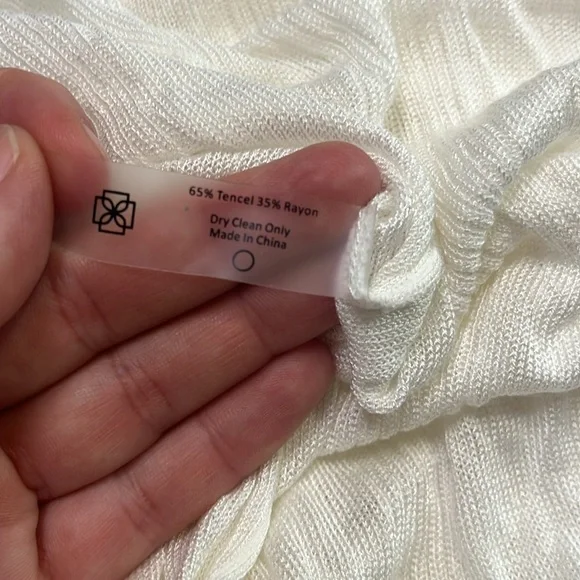 65% Tencel 35% Rayon
Dry Clean Only
Made In China